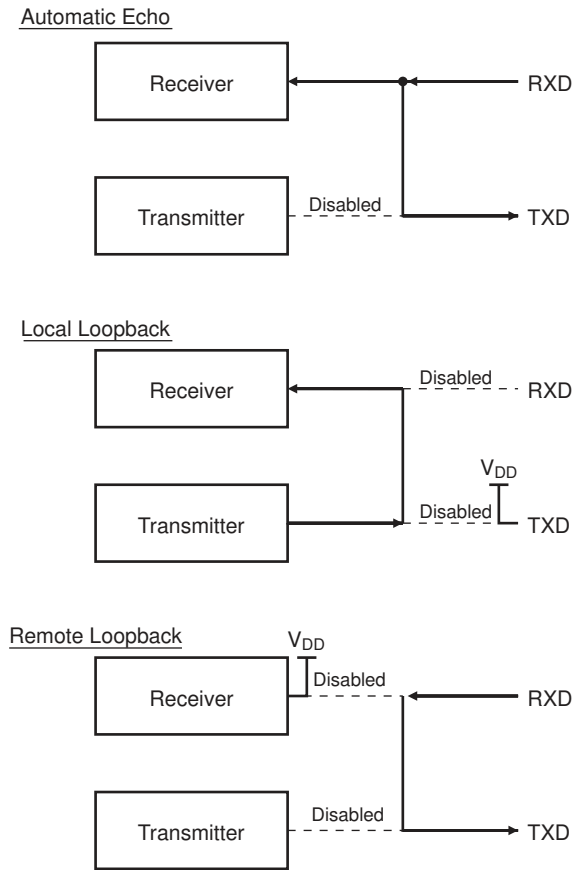 Automatic Echo
Receiver
RXD
Transmitter
Disabled
TXD
Local Loopback
Receiver
Disabled
RXD
VDD
Transmitter
Disabled
TXD
Remote Loopback
VDD
Receiver
Disabled
RXD
Transmitter
Disabled
TXD